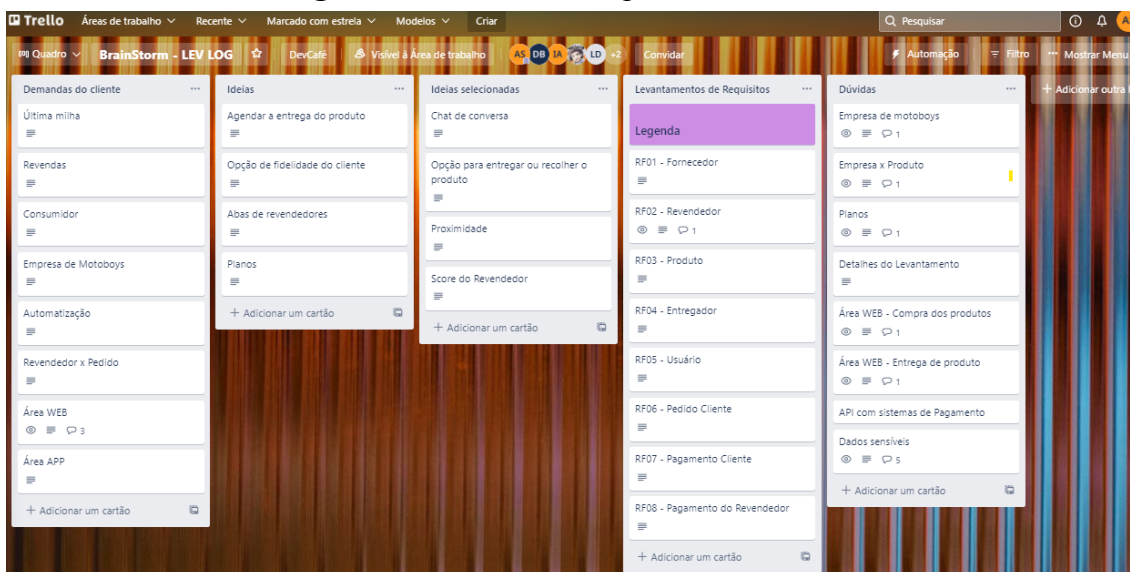 Trello Áreas de trabalho Recente Marcado com estrela Modelos Criar Pesquisar
Quadro BrainStorm - LEV LOG DevCafé Visível à Área de trabalho AS DB IA LD +2 Convidar Automação Filtro Mostrar Menu
Demandas do cliente
Última milha
Revendas
Consumidor
Empresa de Motoboys
Automatização
Revendedor x Pedido
Área WEB
3
Área APP
+ Adicionar um cartão
Ideias
Agendar a entrega do produto
Opção de fidelidade do cliente
Abas de revendedores
Planos
+ Adicionar um cartão
Ideias selecionadas
Chat de conversa
Opção para entregar ou recolher o
produto
Proximidade
Score do Revendedor
+ Adicionar um cartão
Levantamentos de Requisitos
Legenda
RF01 - Fornecedor
RF02 - Revendedor
1
RF03 - Produto
RF04 - Entregador
RF05 - Usuário
RF06 - Pedido Cliente
RF07 - Pagamento Cliente
RF08 - Pagamento do Revendedor
+ Adicionar um cartão
Dúvidas
Empresa de motoboys
1
Empresa x Produto
1
Planos
1
Detalhes do Levantamento
Área WEB - Compra dos produtos
1
Área WEB - Entrega de produto
1
API com sistemas de Pagamento
Dados sensíveis
5
+ Adicionar um cartão
+ Adicionar outra